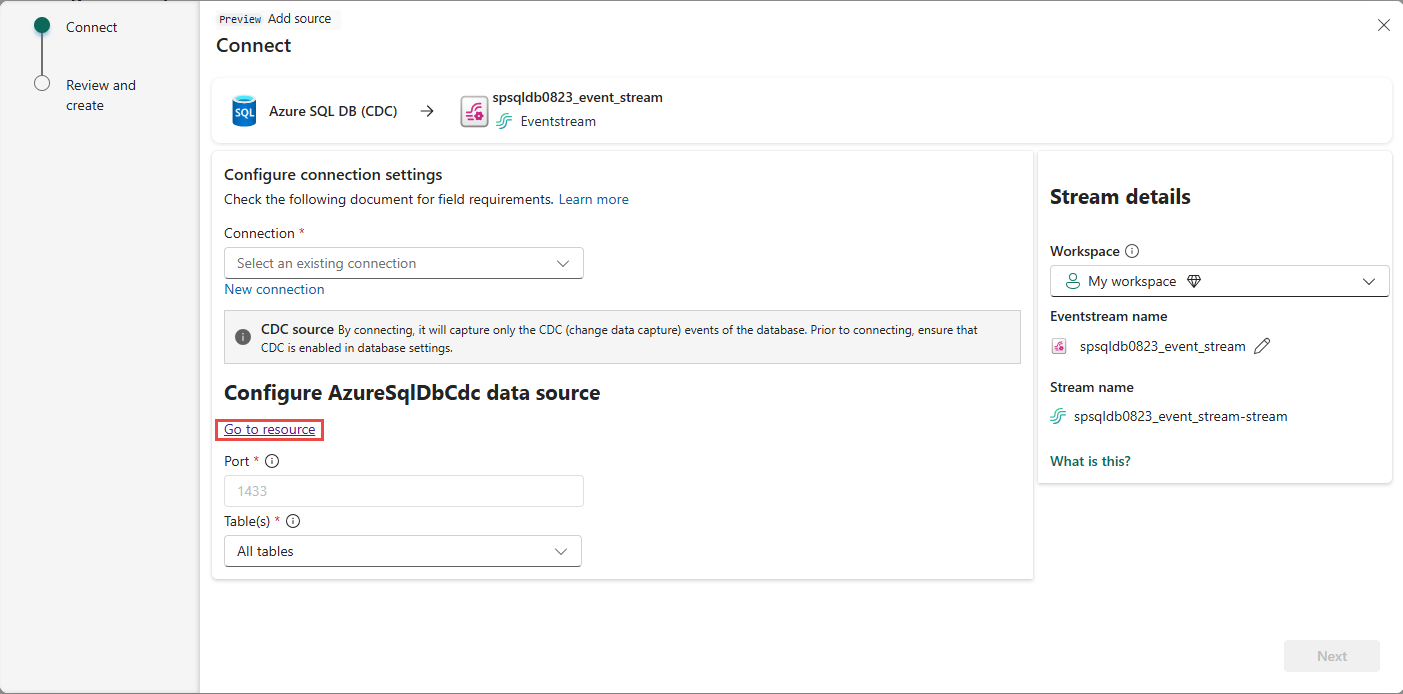 Connect
Review and
create
Preview Add source
Connect
SQL
Azure SQL DB (CDC)
spsqldb0823_event_stream
Eventstream
Configure connection settings
Check the following document for field requirements. Learn more
Connection *
Select an existing connection
New connection
CDC source By connecting, it will capture only the CDC (change data capture) events of the database. Prior to connecting, ensure that
CDC is enabled in database settings.
Configure AzureSqlDbCdc data source
Go to resource
Port *
1433
Table(s) *
All tables
Stream details
Workspace
My workspace
Eventstream name
spsqldb0823_event_stream
Stream name
spsqldb0823_event_stream-stream
What is this?
Next